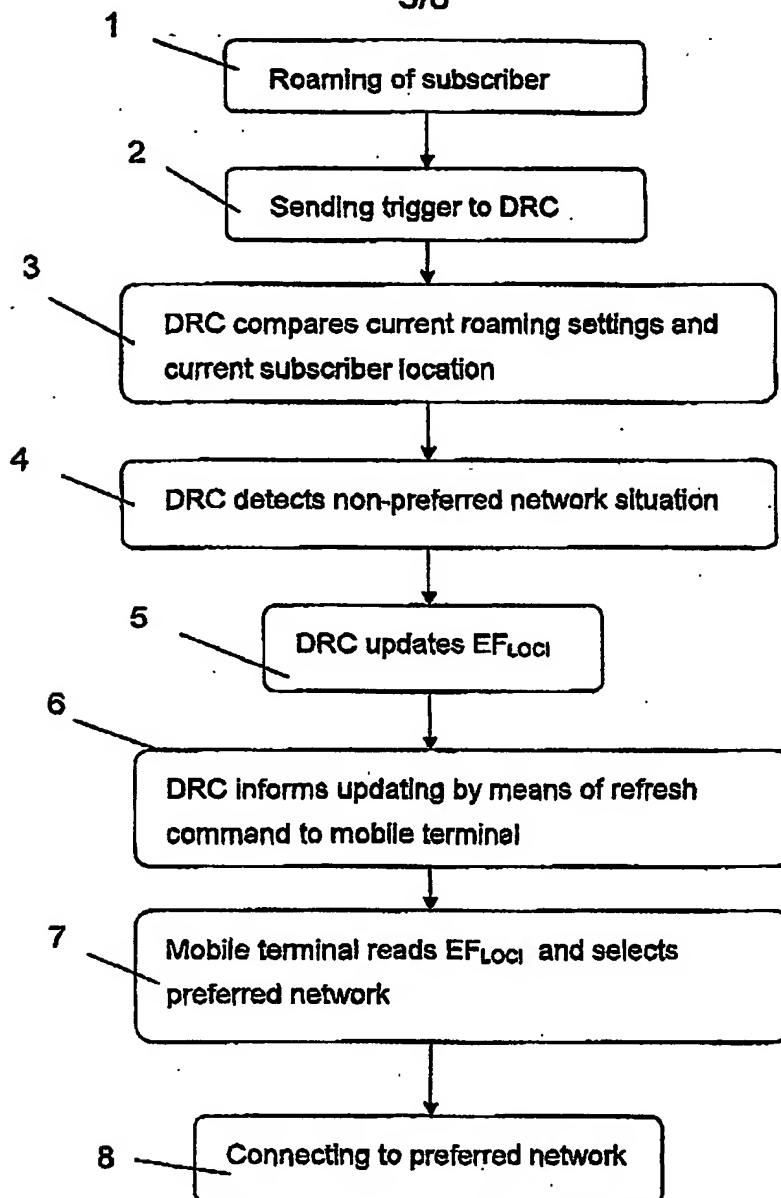 1
Roaming of subscriber
2
Sending trigger to DRC
3
DRC compares current roaming settings and
current subscriber location
4
DRC detects non-preferred network situation
5
DRC updates EFLOCI
6
DRC informs updating by means of refresh
command to mobile terminal
7
Mobile terminal reads EFLOCI and selects
preferred network
8
Connecting to preferred network